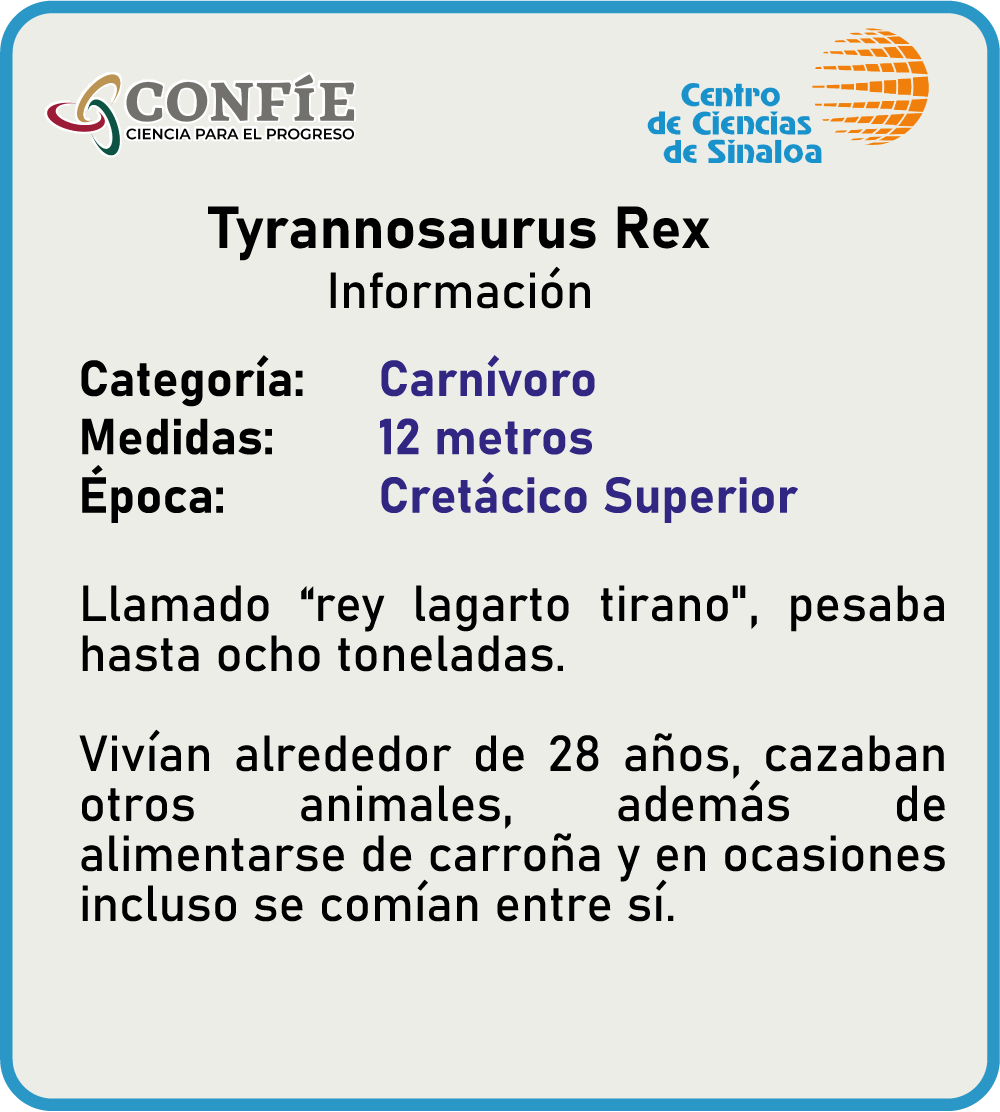 CONFÍE
CIENCIA PARA EL PROGRESO
Centro
de Ciencias
de Sinaloa
Tyrannosaurus Rex
Información
Categoría: Carnívoro
Medidas: 12 metros
Época: Cretácico Superior
Llamado “rey lagarto tirano", pesaba
hasta ocho toneladas.
Vivían alrededor de 28 años, cazaban
otros animales, además de
alimentarse de carroña y en ocasiones
incluso se comían entre sí.